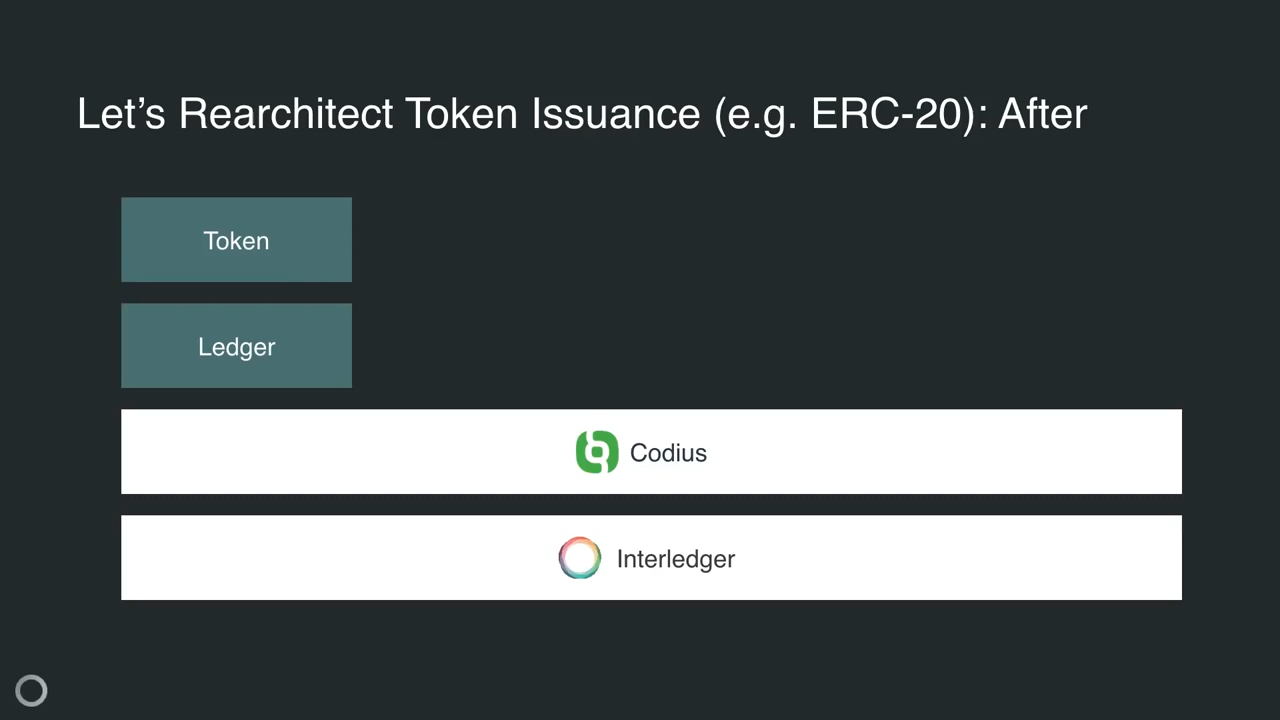 Let’s Rearchitect Token Issuance (e.g. ERC-20): After
Token
Ledger
Codius
Interledger